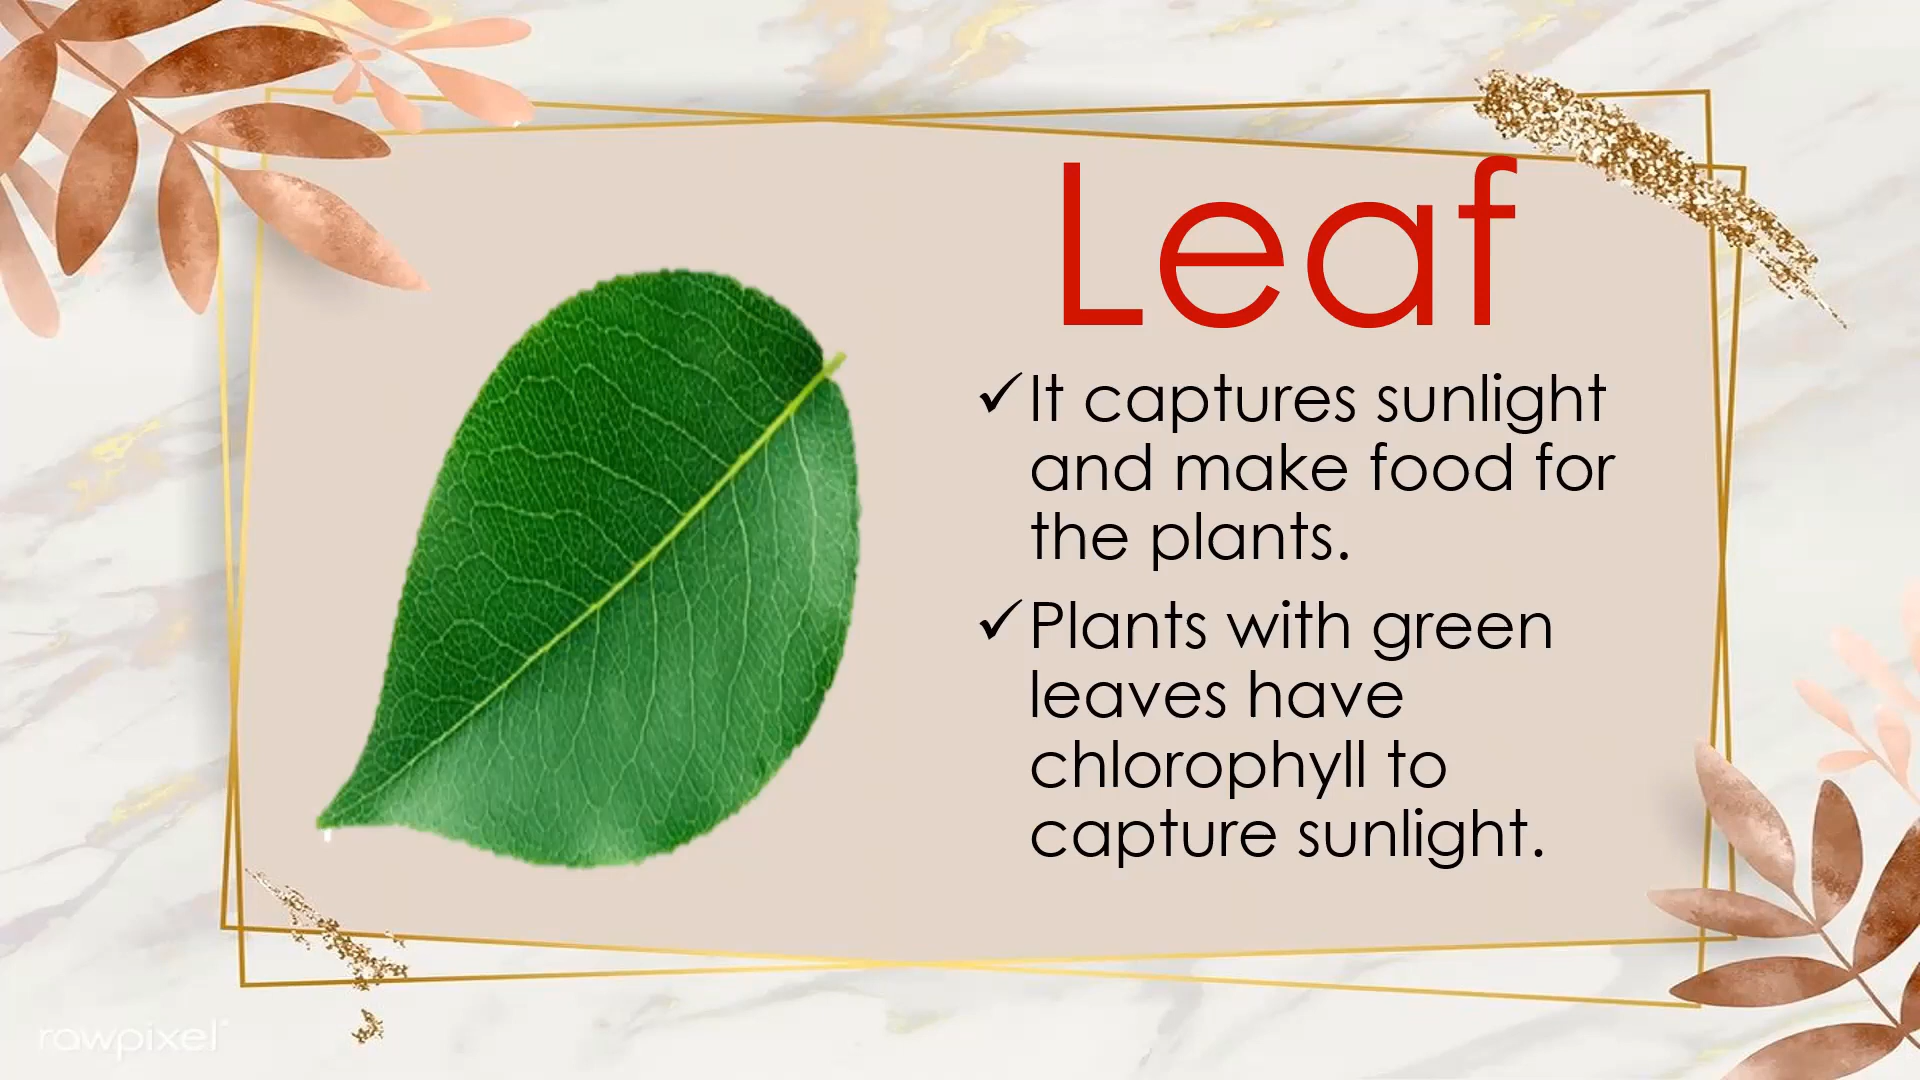 Leaf
✓It captures sunlight
and make food for
the plants.
✓Plants with green
leaves have
chlorophyll to
capture sunlight.
rawpixel